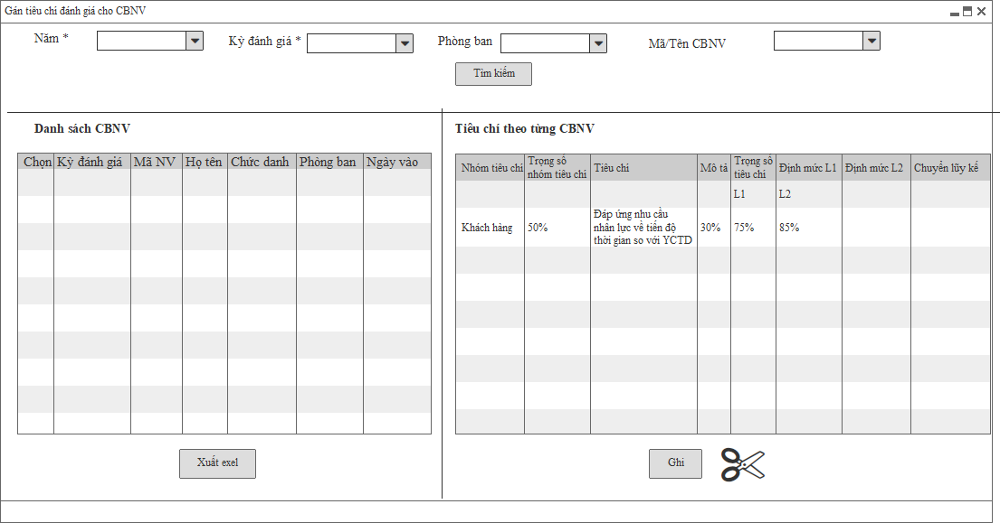 Gán tiêu chí đánh giá cho CBNV
Năm *
Kỳ đánh giá *
Phòng ban
Mã/Tên CBNV
Tìm kiếm
Danh sách CBNV
Tiêu chí theo từng CBNV
Chọn Kỳ đánh giá Mã NV Họ tên Chức danh Phòng ban Ngày vào
Nhóm tiêu chí Trọng số nhóm tiêu chí Tiêu chí Mô tả Trọng số tiêu chí Định mức L1 Định mức L2 Chuyển lũy kế
L1 L2
Khách hàng 50% Đáp ứng nhu cầu nhân lực về tiến độ thời gian so với YCTD 30% 75% 85%
Xuất exel
Ghi